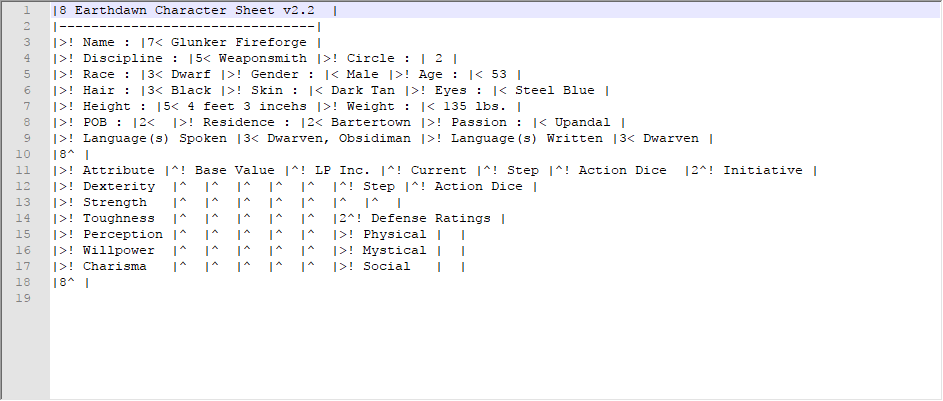 1 |8 Earthdawn Character Sheet v2.2  |
2 |--------------------------------|
3 |>! Name : |7< Glunker Fireforge |
4 |>! Discipline : |5< Weaponsmith |>! Circle : | 2 |
5 |>! Race : |3< Dwarf |>! Gender : |< Male |>! Age : |< 53 |
6 |>! Hair : |3< Black |>! Skin : |< Dark Tan |>! Eyes : |< Steel Blue |
7 |>! Height : |5< 4 feet 3 incehs |>! Weight : |< 135 lbs. |
8 |>! POB : |2<  |>! Residence : |2< Bartertown |>! Passion : |< Upandal |
9 |>! Language(s) Spoken |3< Dwarven, Obsidiman |>! Language(s) Written |3< Dwarven |
10 |8^ |
11 |>! Attribute |^! Base Value |^! LP Inc. |^! Current |^! Step |^! Action Dice  |2^! Initiative |
12 |>! Dexterity  |^  |^  |^  |^  |^  |^! Step |^! Action Dice |
13 |>! Strength   |^  |^  |^  |^  |^  |^  |^  |
14 |>! Toughness  |^  |^  |^  |^  |^  |2^! Defense Ratings |
15 |>! Perception |^  |^  |^  |^  |^  |>! Physical |  |
16 |>! Willpower  |^  |^  |^  |^  |^  |>! Mystical |  |
17 |>! Charisma   |^  |^  |^  |^  |^  |>! Social   |  |
18 |8^ |
19